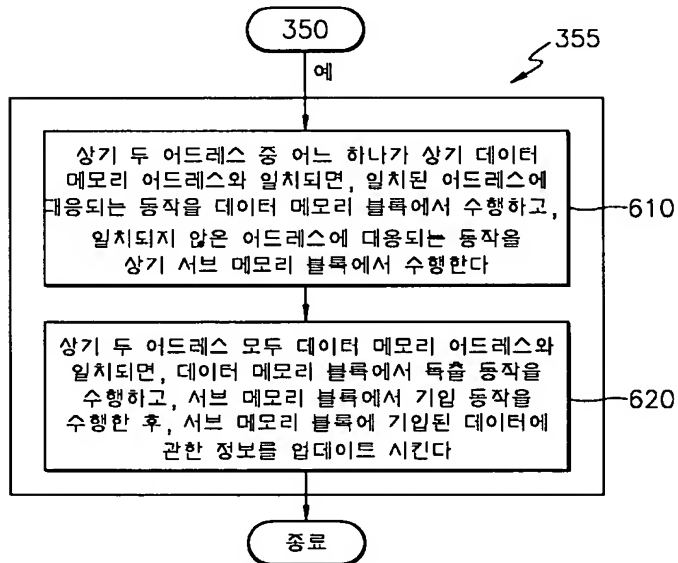 350
355
예
상기 두 어드레스 중 어느 하나가 상기 데이터
메모리 어드레스와 일치되면, 일치된 어드레스에
대응되는 동작을 데이터 메모리 블록에서 수행하고,
일치되지 않은 어드레스에 대응되는 동작을
상기 서브 메모리 블록에서 수행한다
610
상기 두 어드레스 모두 데이터 메모리 어드레스와
일치되면, 데이터 메모리 블록에서 독출 동작을
수행하고, 서브 메모리 블록에서 기입 동작을
수행한 후, 서브 메모리 블록에 기입된 데이터에
관한 정보를 업데이트 시킨다
620
종료